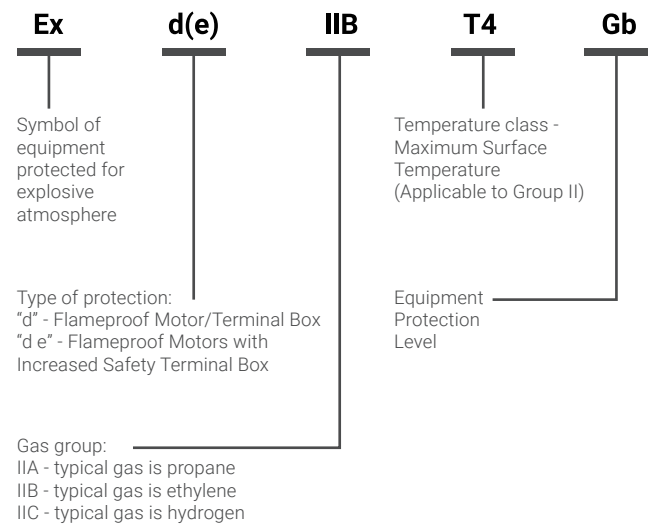 Ex d(e) IIB T4 Gb
Symbol of
equipment
protected for
explosive
atmosphere
Temperature class -
Maximum Surface
Temperature
(Applicable to Group II)
Type of protection:
“d” - Flameproof Motor/Terminal Box
“d e” - Flameproof Motors with
Increased Safety Terminal Box
Equipment
Protection
Level
Gas group:
IIA - typical gas is propane
IIB - typical gas is ethylene
IIC - typical gas is hydrogen